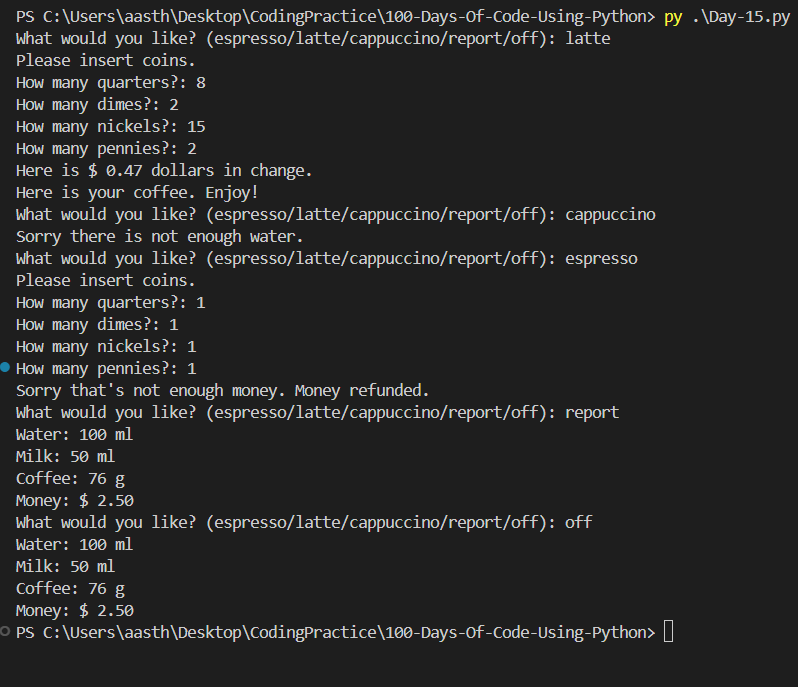 PS C:\Users\aasth\Desktop\CodingPractice\100-Days-Of-Code-Using-Python> py .\Day-15.py
What would you like? (espresso/latte/cappuccino/report/off): latte
Please insert coins.
How many quarters?: 8
How many dimes?: 2
How many nickels?: 15
How many pennies?: 2
Here is $ 0.47 dollars in change.
Here is your coffee. Enjoy!
What would you like? (espresso/latte/cappuccino/report/off): cappuccino
Sorry there is not enough water.
What would you like? (espresso/latte/cappuccino/report/off): espresso
Please insert coins.
How many quarters?: 1
How many dimes?: 1
How many nickels?: 1
How many pennies?: 1
Sorry that's not enough money. Money refunded.
What would you like? (espresso/latte/cappuccino/report/off): report
Water: 100 ml
Milk: 50 ml
Coffee: 76 g
Money: $ 2.50
What would you like? (espresso/latte/cappuccino/report/off): off
Water: 100 ml
Milk: 50 ml
Coffee: 76 g
Money: $ 2.50
PS C:\Users\aasth\Desktop\CodingPractice\100-Days-Of-Code-Using-Python>